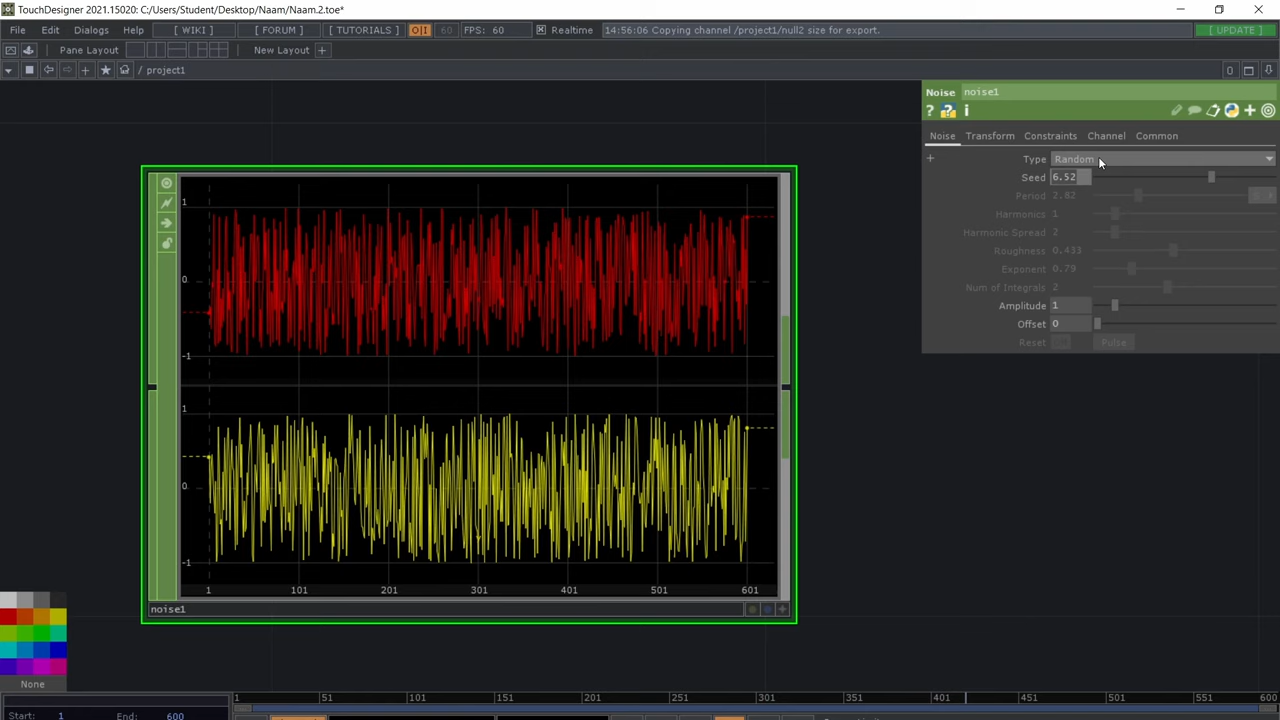 TouchDesigner 2021.15020: C:/Users/Student/Desktop/Naam/Naam.2.toe*
File Edit Dialogs Help [ WIKI ] [ FORUM ] [ TUTORIALS ] O|I 60 FPS: 60 Realtime 14:56:06 Copying channel /project1/null2 size for export. [ UPDATE ]
Pane Layout New Layout +
/ project1 0
Noise noise1
? ? i
Noise Transform Constraints Channel Common
+ Type Random
Seed 6.52
Period 2.82
Harmonics 1
Harmonic Spread 2
Roughness 0.433
Exponent 0.79
Num of Integrals 2
Amplitude 1
Offset 0
Reset Pulse
1
0
-1
1
0
-1
1 101 201 301 401 501 601
noise1
None
1 51 101 151 201 251 301 351 401 451 501 551 600
Start: 1 End: 600